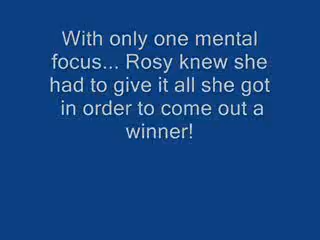 With only one mental
focus... Rosy knew she
had to give it all she got
in order to come out a
winner!